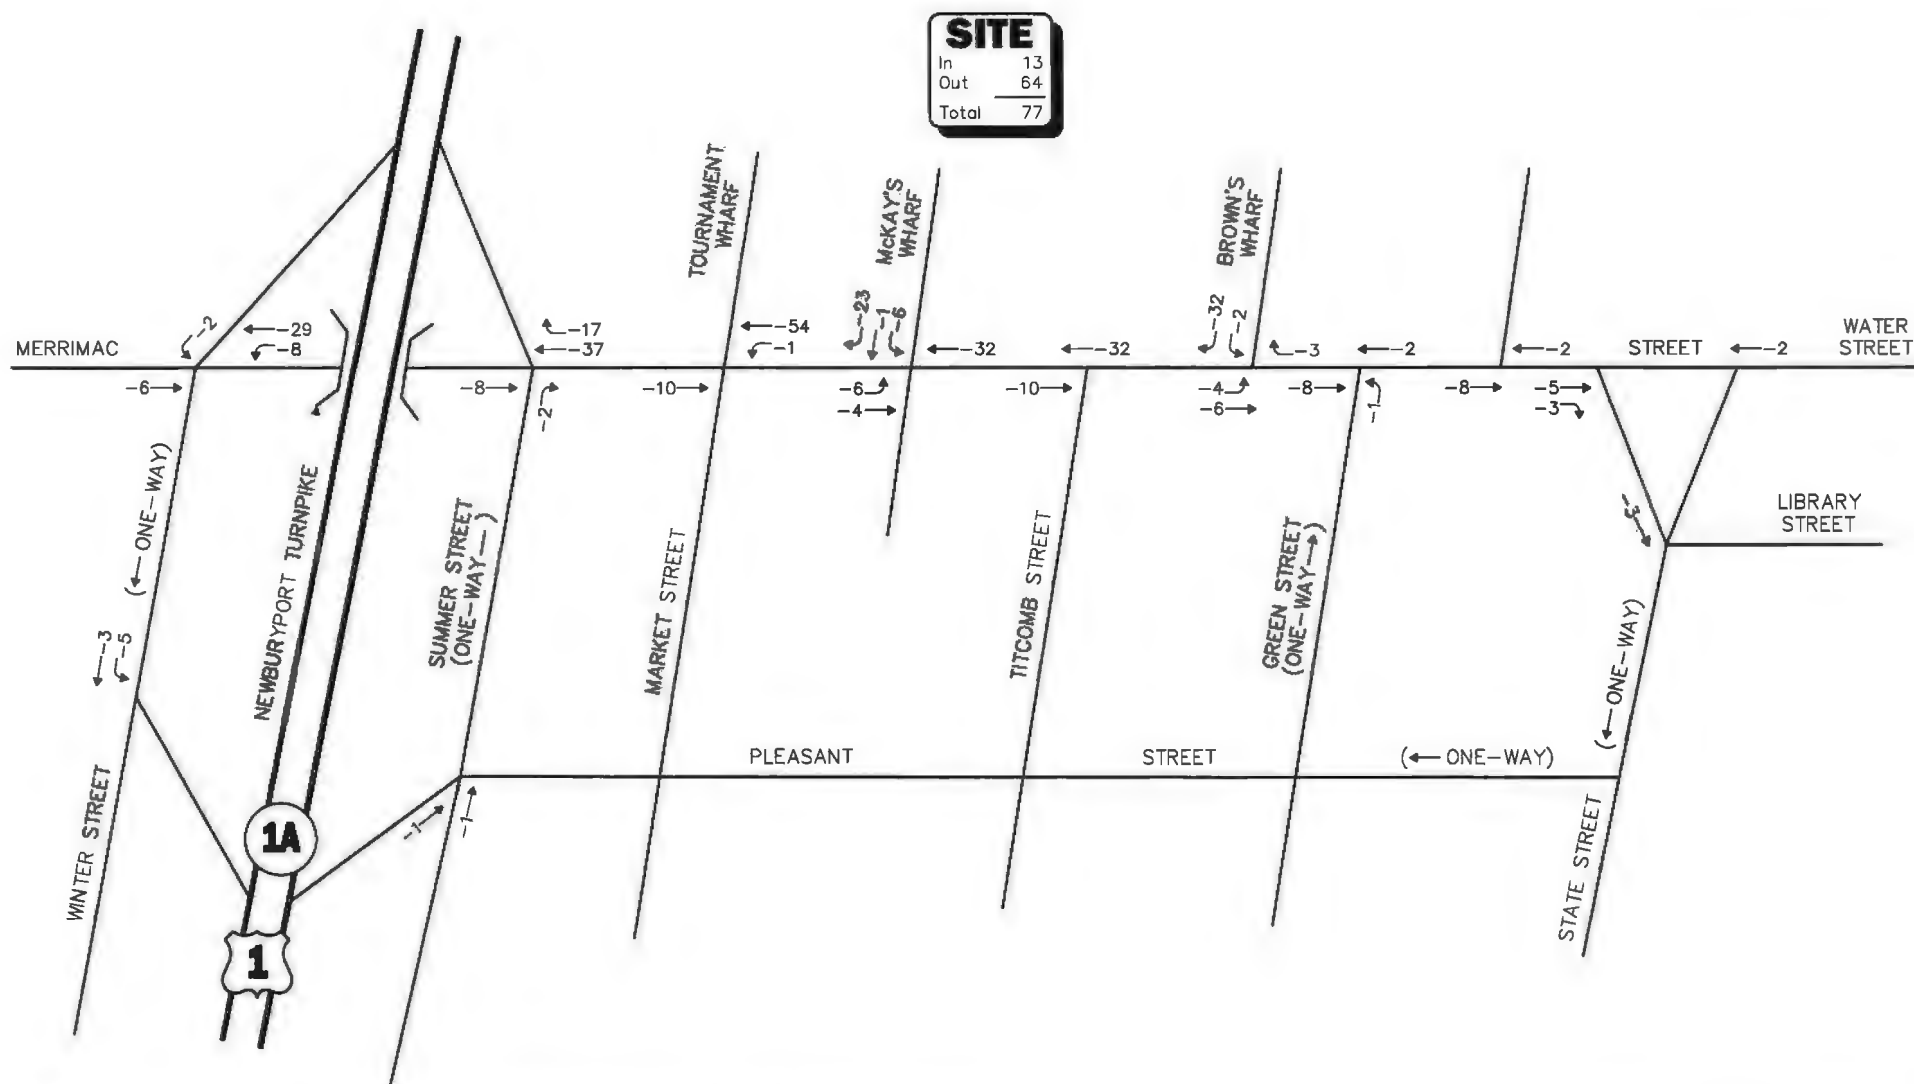 SITE
In 13
Out 64
Total 77
TOURNAMENT
WHARF
McKAY'S
WHARF
BROWN'S
WHARF
MERRIMAC
STREET
WATER
STREET
-2
-29
-8
-6
-17
-37
-8
-2
-54
-1
-10
-23
-1
-6
-32
-6
-4
-32
-10
-32
-2
-3
-4
-6
-8
-2
-1
-2
-8
-5
-3
-2
-3
LIBRARY
STREET
(← ONE-WAY)
NEWBURYPORT TURNPIKE
SUMMER STREET
(ONE-WAY— )
MARKET STREET
TITCOMB STREET
GREEN STREET
(ONE-WAY→)
(← ONE-WAY)
-3
-5
PLEASANT
STREET
(← ONE-WAY)
-1
-1
WINTER STREET
STATE STREET
1A
1